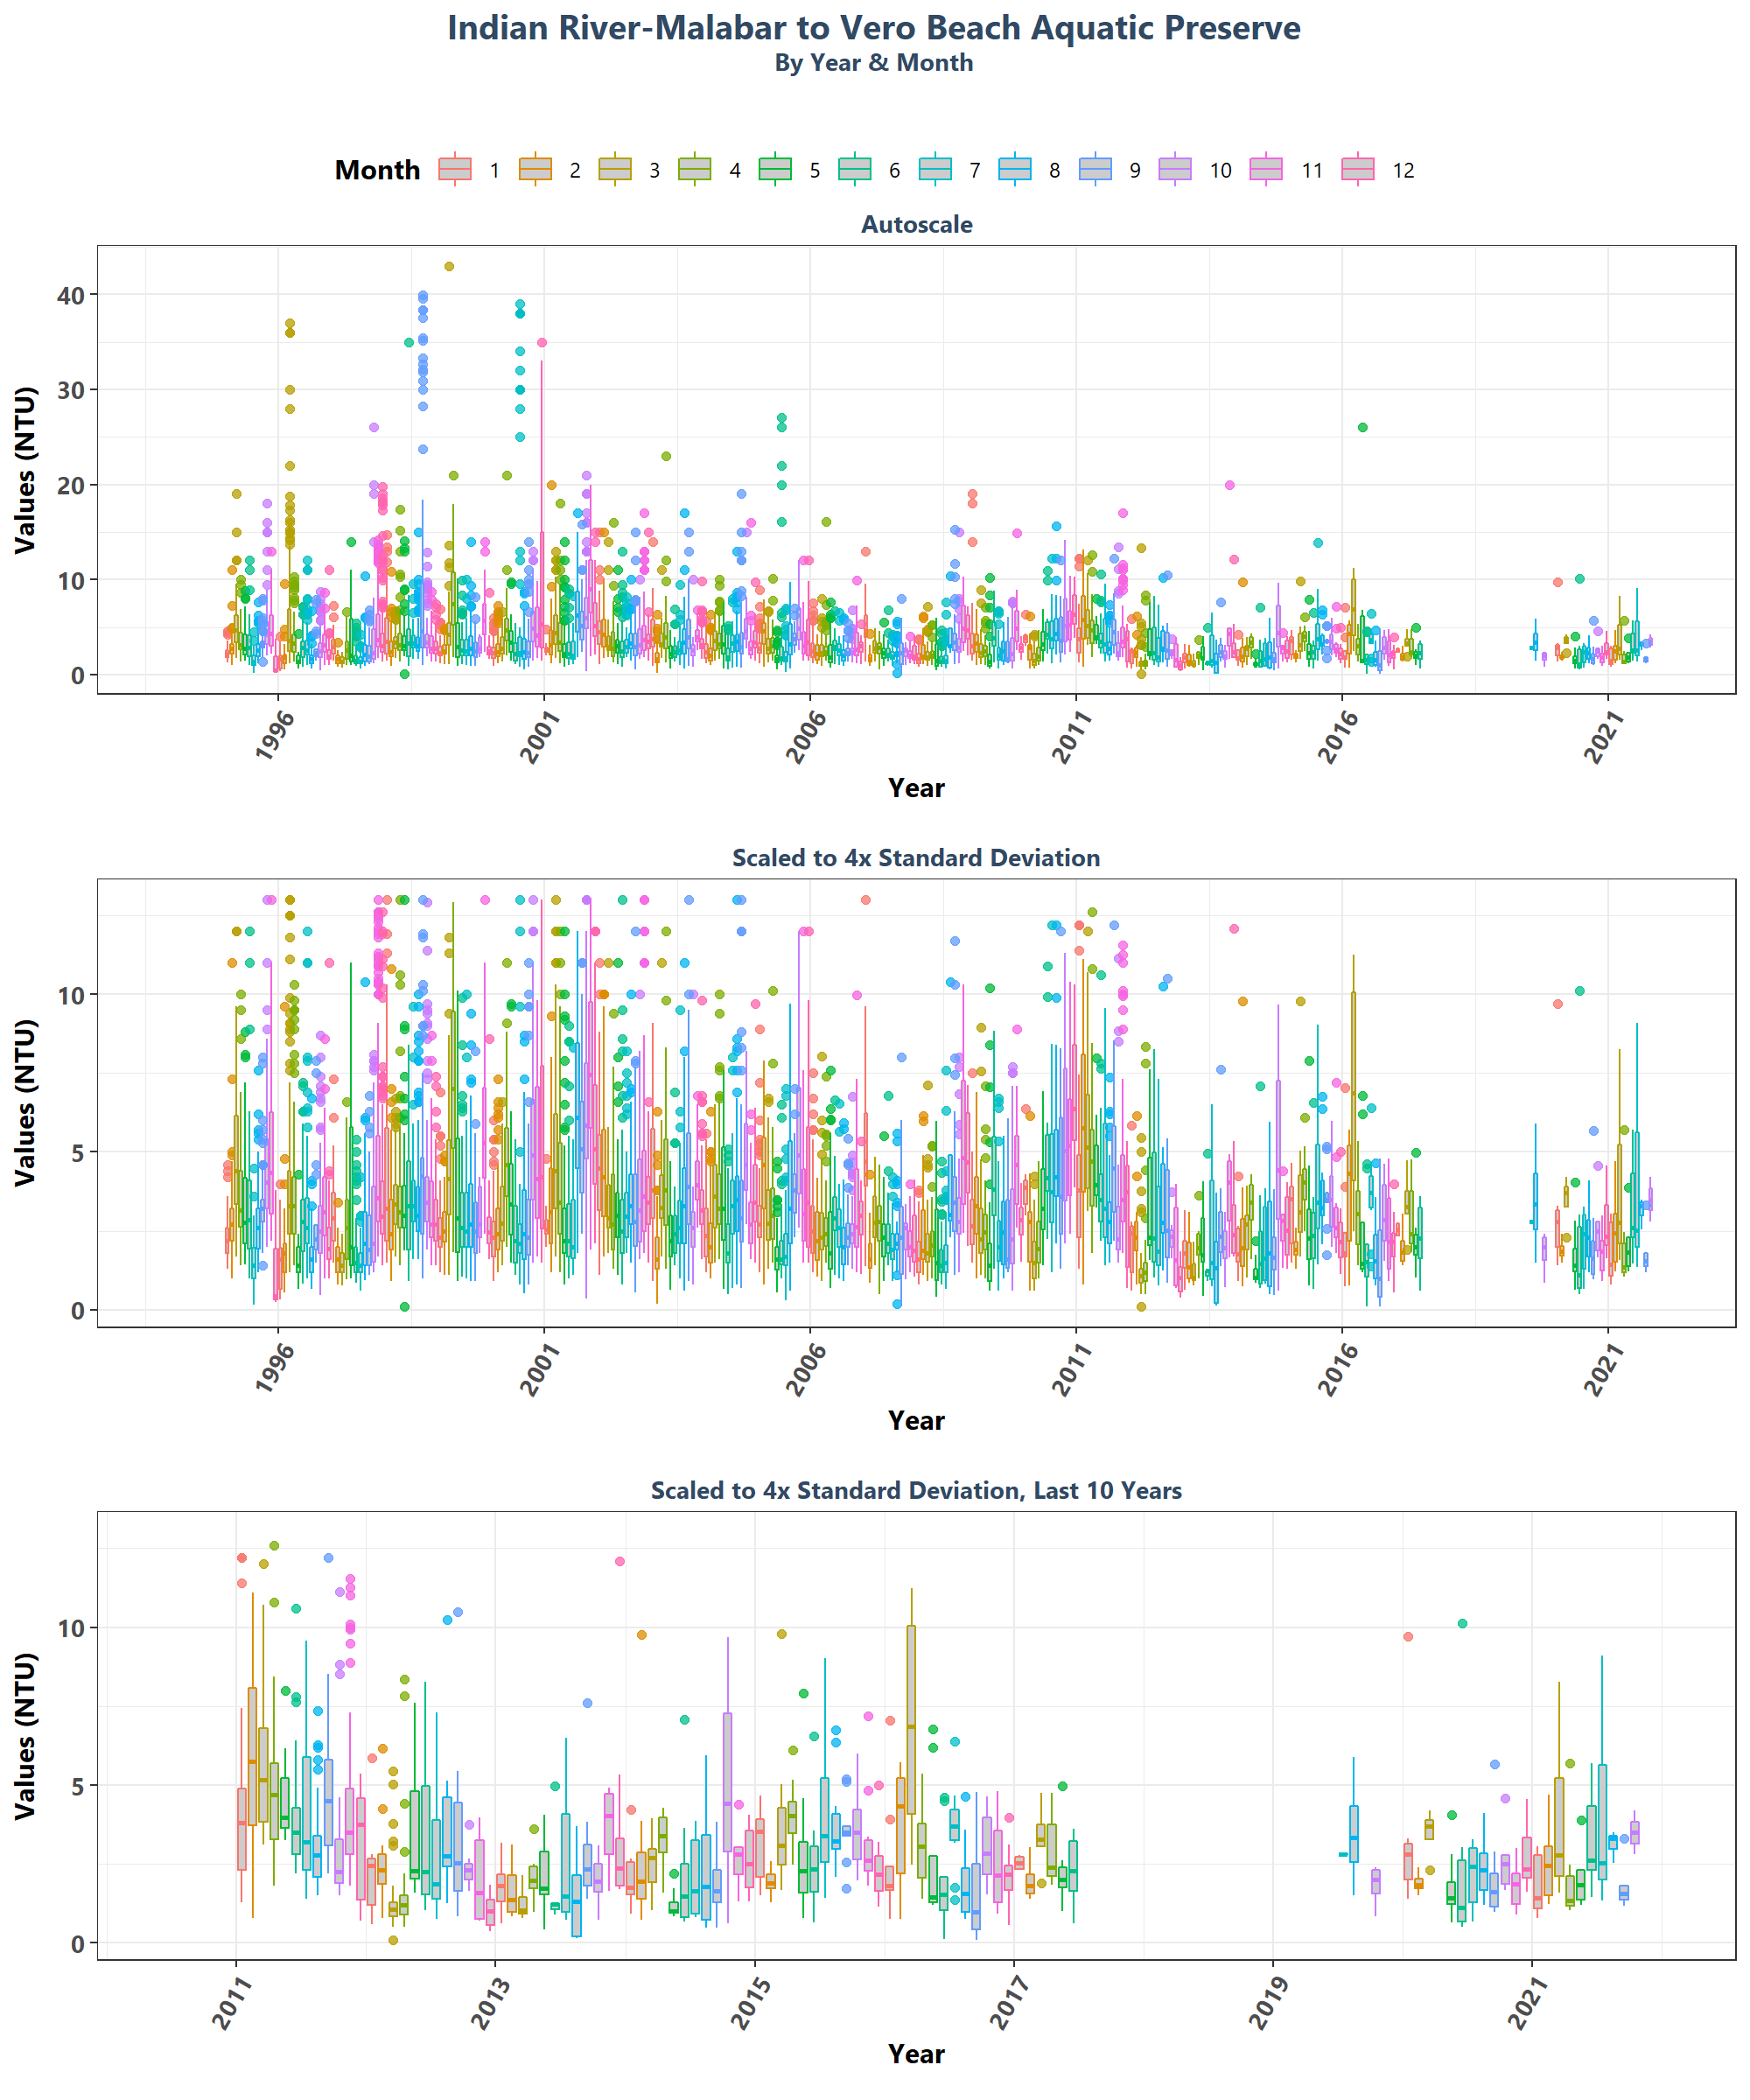 Indian River-Malabar to Vero Beach Aquatic Preserve
By Year & Month
Month 1 2 3 4 5 6 7 8 9 10 11 12
Autoscale
Values (NTU)
40
30
20
10
0
1996 2001 2006 2011 2016 2021
Year
Scaled to 4x Standard Deviation
Values (NTU)
10
5
0
1996 2001 2006 2011 2016 2021
Year
Scaled to 4x Standard Deviation, Last 10 Years
Values (NTU)
10
5
0
2011 2013 2015 2017 2019 2021
Year